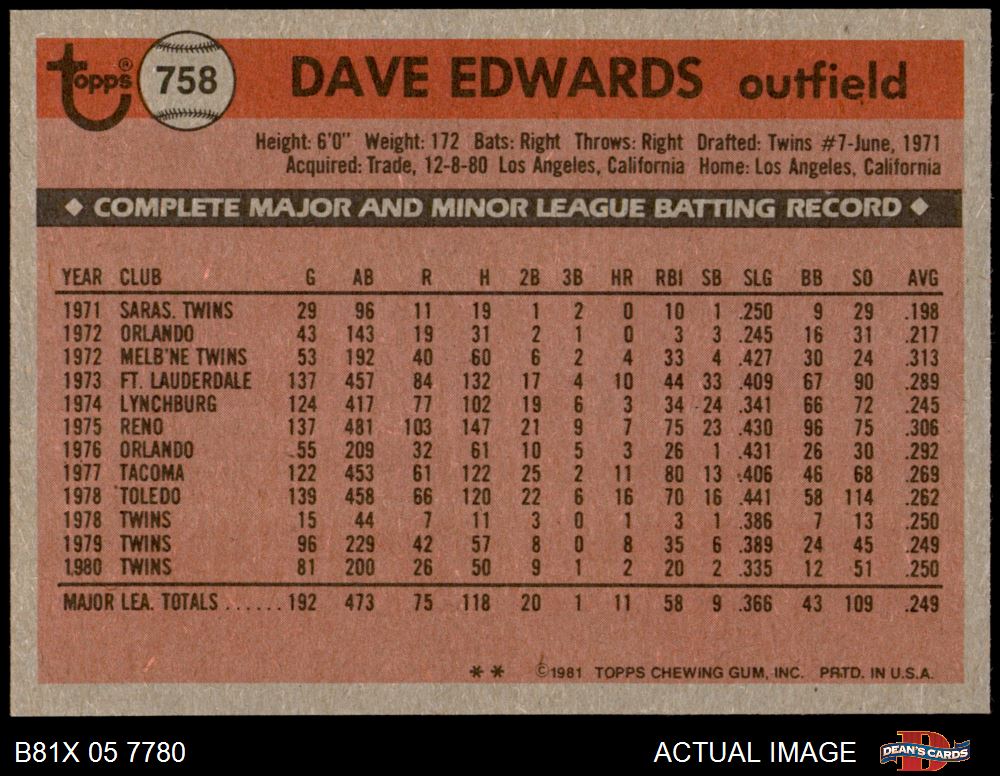 topps® 758 DAVE EDWARDS outfield
Height: 6'0" Weight: 172 Bats: Right Throws: Right Drafted: Twins #7-June, 1971
Acquired: Trade, 12-8-80 Los Angeles, California Home: Los Angeles, California
◆ COMPLETE MAJOR AND MINOR LEAGUE BATTING RECORD ◆
YEAR CLUB G AB R H 2B 3B HR RBI SB SLG BB SO AVG
1971 SARAS. TWINS 29 96 11 19 1 2 0 10 1 .250 9 29 .198
1972 ORLANDO 43 143 19 31 2 1 0 3 3 .245 16 31 .217
1972 MELB'NE TWINS 53 192 40 60 6 2 4 33 4 .427 30 24 .313
1973 FT. LAUDERDALE 137 457 84 132 17 4 10 44 33 .409 67 90 .289
1974 LYNCHBURG 124 417 77 102 19 6 3 34 24 .341 66 72 .245
1975 RENO 137 481 103 147 21 9 7 75 23 .430 96 75 .306
1976 ORLANDO 55 209 32 61 10 5 3 26 1 .431 26 30 .292
1977 TACOMA 122 453 61 122 25 2 11 80 13 .406 46 68 .269
1978 TOLEDO 139 458 66 120 22 6 16 70 16 .441 58 114 .262
1978 TWINS 15 44 7 11 3 0 1 3 1 .386 7 13 .250
1979 TWINS 96 229 42 57 8 0 8 35 6 .389 24 45 .249
1980 TWINS 81 200 26 50 9 1 2 20 2 .335 12 51 .250
MAJOR LEA. TOTALS ...... 192 473 75 118 20 1 11 58 9 .366 43 109 .249
** ©1981 TOPPS CHEWING GUM, INC. PRTD. IN U.S.A.
B81X 05 7780 ACTUAL IMAGE DEAN'S CARDS